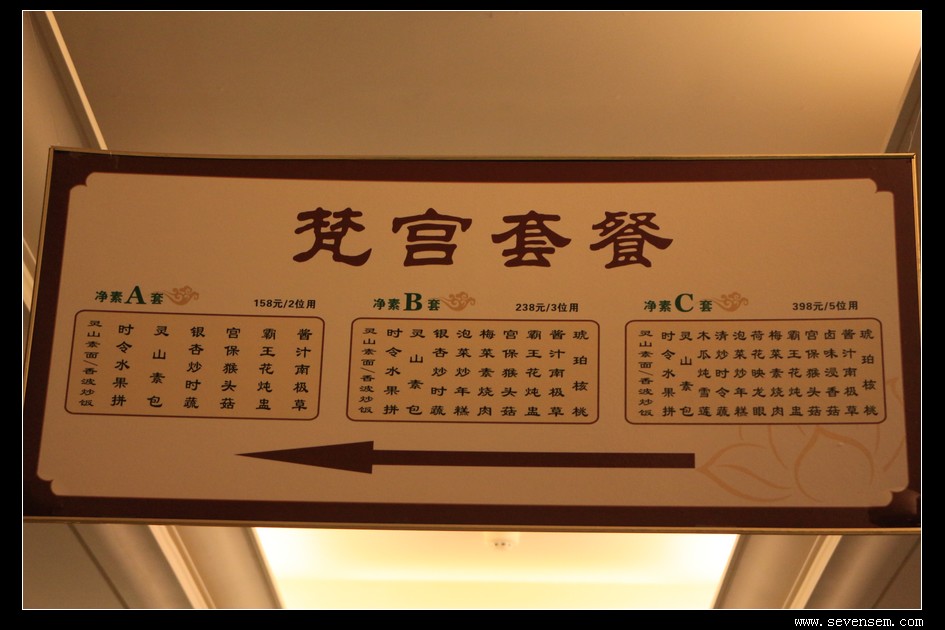 梵宫套餐
净素A套 158元/2位用
酱汁南极草
霸王花炖盅
宫保猴头菇
银杏炒时蔬
灵山素包
时令水果拼
灵山素面/香波炒饭
净素B套 238元/3位用
琥珀核桃
酱汁南极草
霸王花炖盅
宫保猴头菇
梅菜素烧肉
泡菜炒年糕
银杏炒时蔬
灵山素包
时令水果拼
灵山素面/香波炒饭
净素C套 398元/5位用
琥珀核桃
酱汁南极草
卤味浸香菇
宫保猴头菇
霸王花炖盅
梅菜素烧肉
荷花映龙眼
泡菜炒年糕
清炒时令蔬
木瓜炖雪莲
灵山素包
时令水果拼
灵山素面/香波炒饭
www.sevensem.com